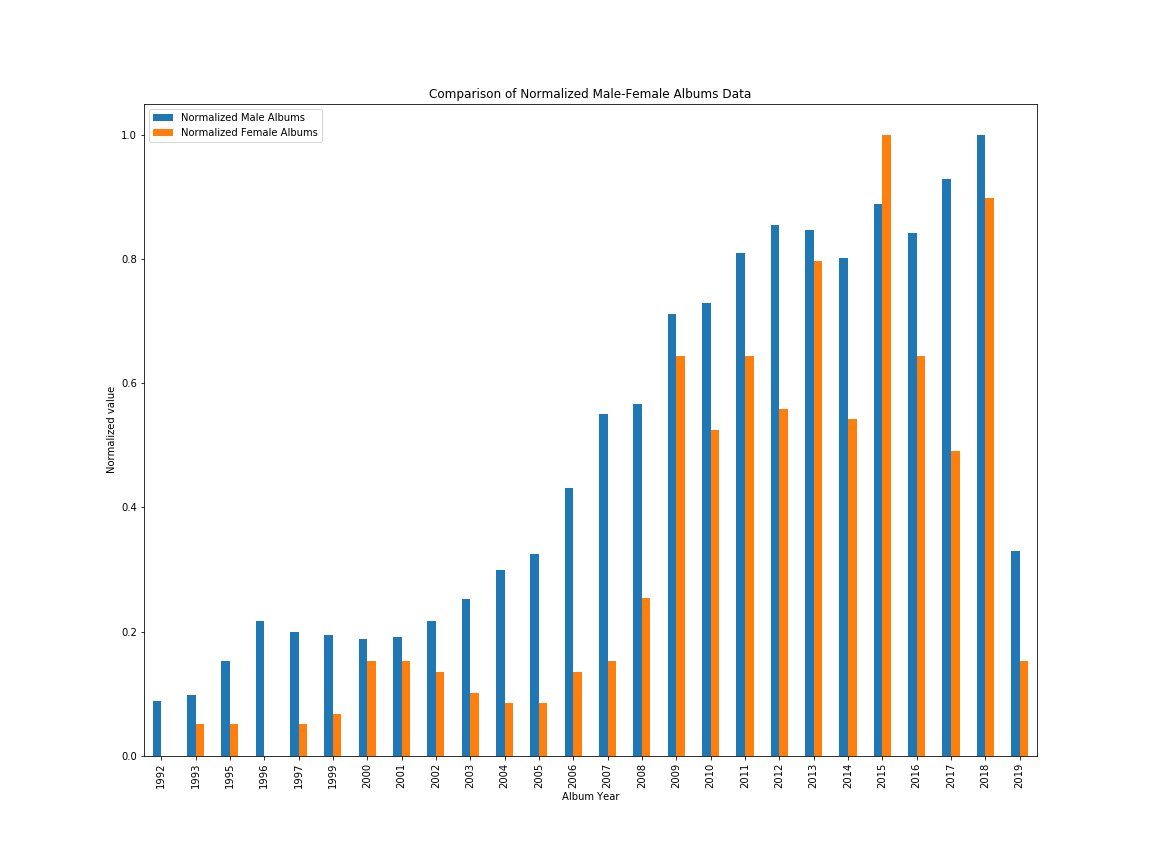 Comparison of Normalized Male-Female Albums Data
Normalized Male Albums
Normalized Female Albums
1.0
0.8
0.6
0.4
0.2
0.0
Normalized value
1992 1993 1995 1996 1997 1999 2000 2001 2002 2003 2004 2005 2006 2007 2008 2009 2010 2011 2012 2013 2014 2015 2016 2017 2018 2019
Album Year